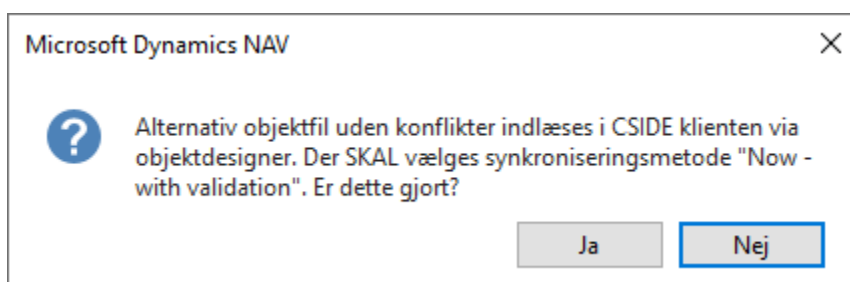 Microsoft Dynamics NAV
Alternativ objektfil uden konflikter indlæses i CSIDE klienten via
objektdesigner. Der SKAL vælges synkroniseringsmetode "Now -
with validation". Er dette gjort?
Ja
Nej